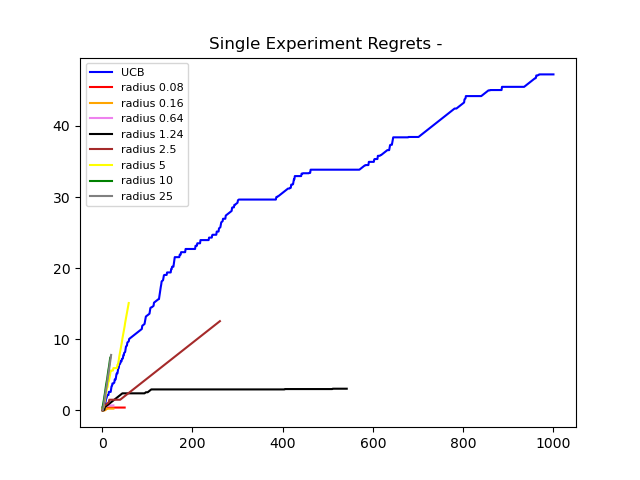 Single Experiment Regrets -
UCB
radius 0.08
radius 0.16
radius 0.64
radius 1.24
radius 2.5
radius 5
radius 10
radius 25
40
30
20
10
0
0 200 400 600 800 1000